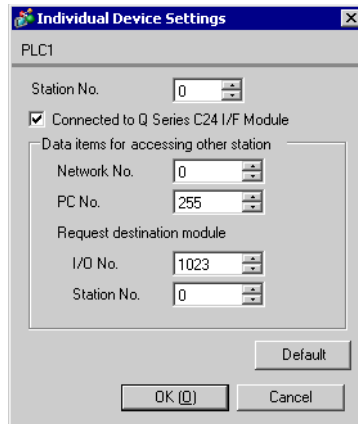 Individual Device Settings
PLC1
Station No. 0
Connected to Q Series C24 I/F Module
Data items for accessing other station
Network No. 0
PC No. 255
Request destination module
I/O No. 1023
Station No. 0
Default
OK (O) Cancel